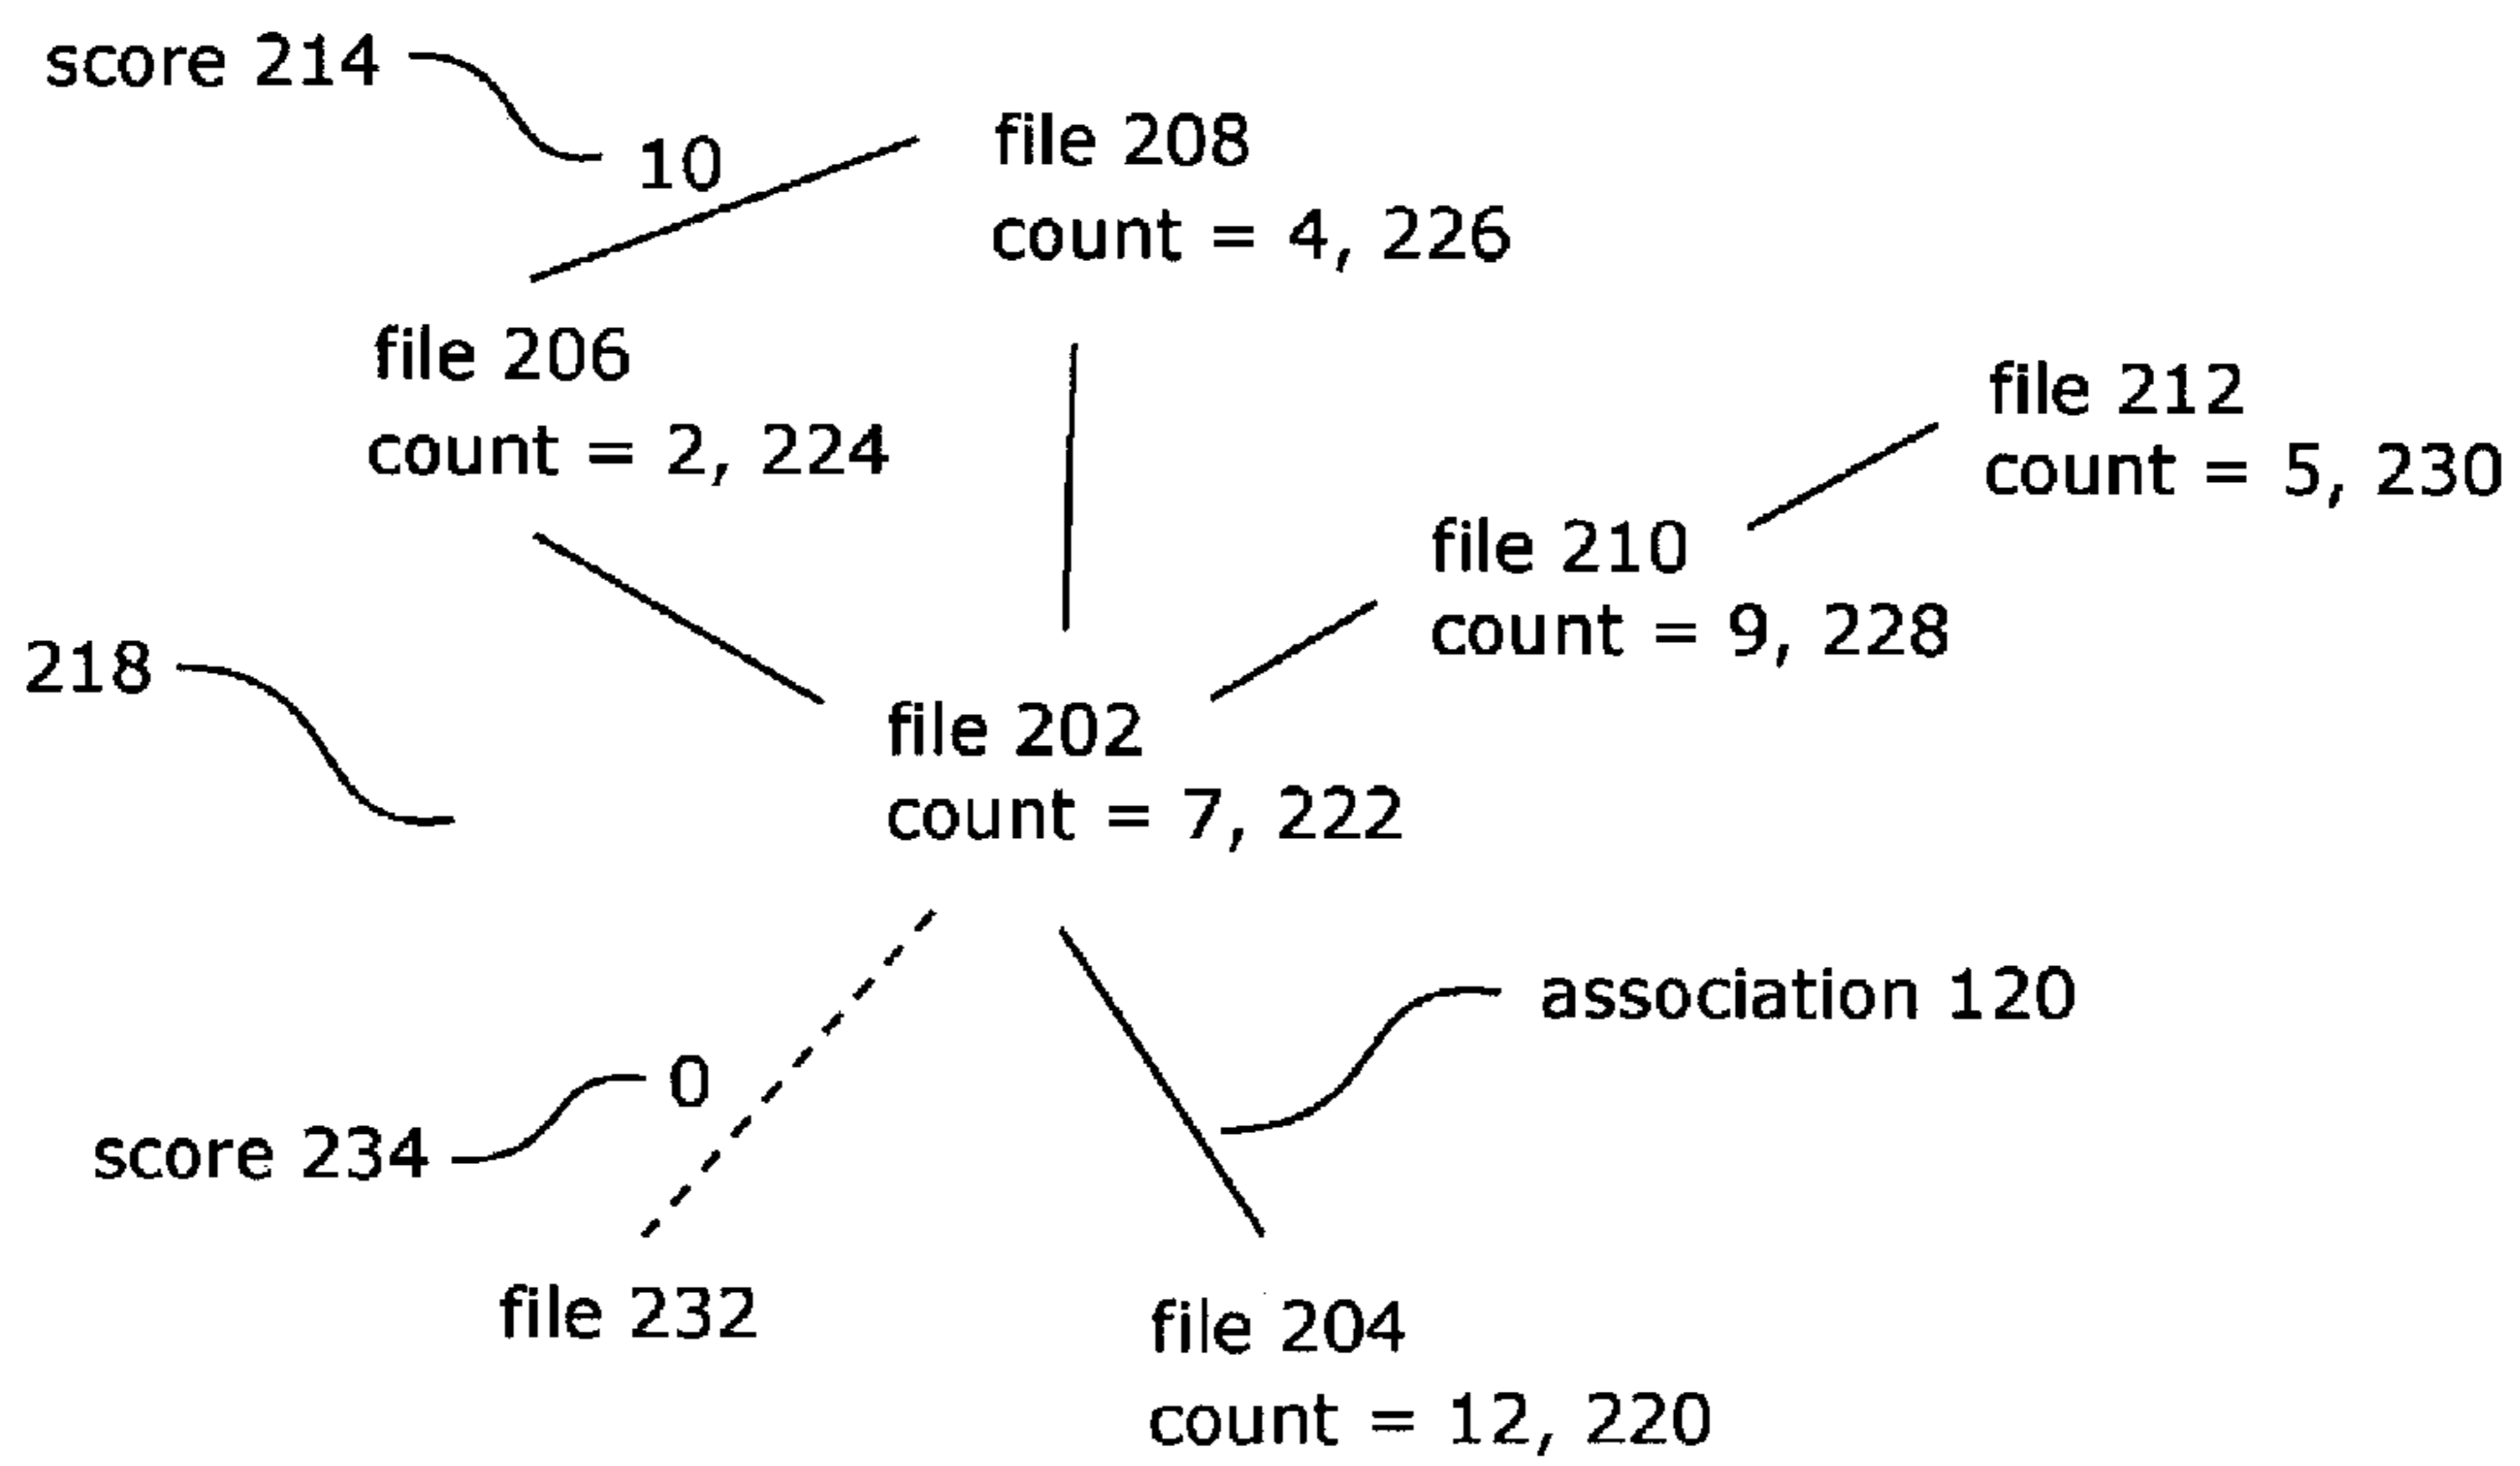 score 214
10
file 208
count = 4, 226
file 206
count = 2, 224
file 212
count = 5, 230
file 210
count = 9, 228
218
file 202
count = 7, 222
association 120
0
score 234
file 232
file 204
count = 12, 220